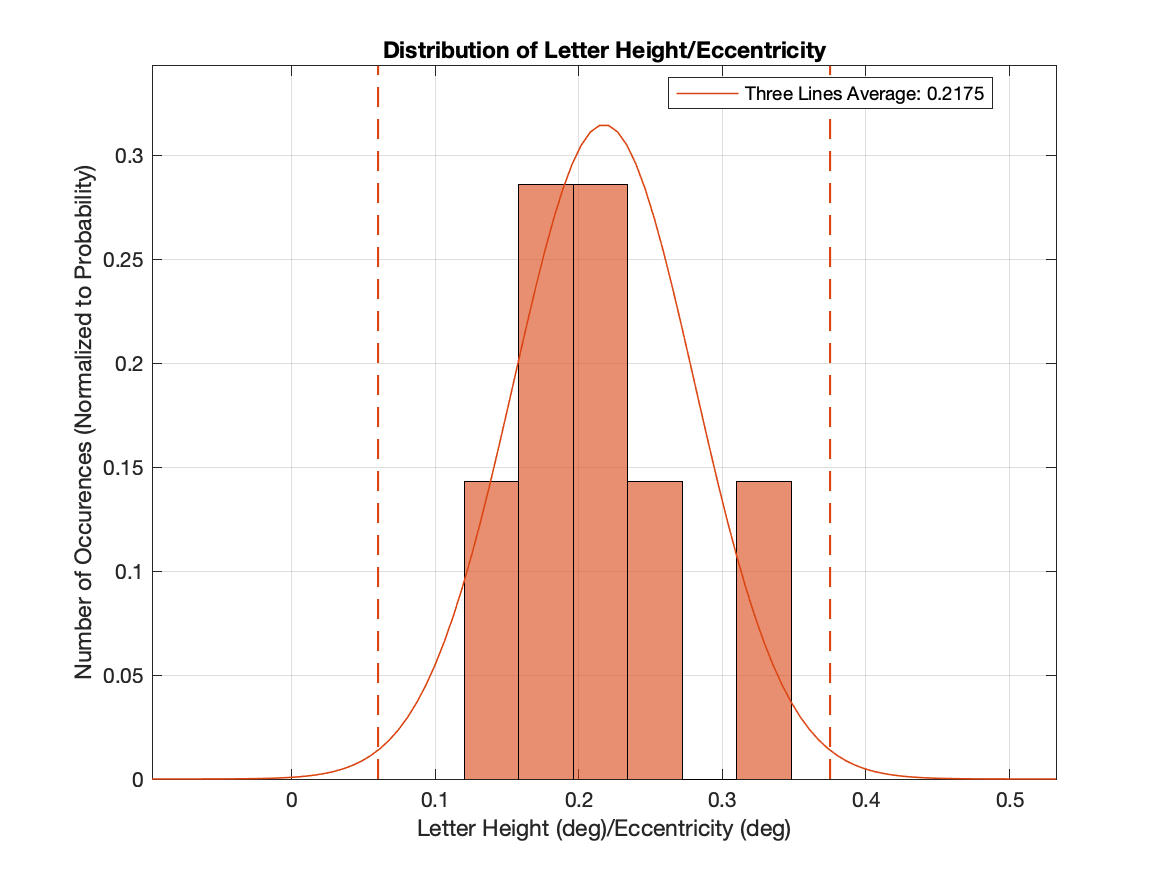 Distribution of Letter Height/Eccentricity
Three Lines Average: 0.2175
Number of Occurences (Normalized to Probability)
0.3
0.25
0.2
0.15
0.1
0.05
0
0 0.1 0.2 0.3 0.4 0.5
Letter Height (deg)/Eccentricity (deg)